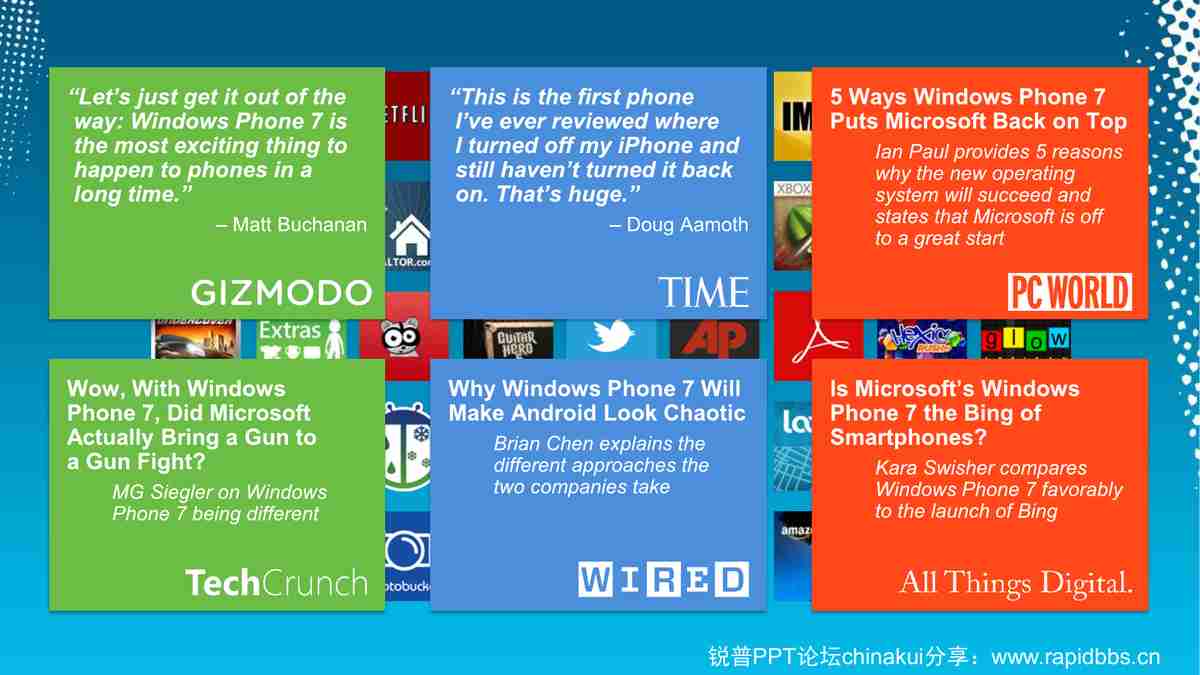 “Let’s just get it out of the
way: Windows Phone 7 is
the most exciting thing to
happen to phones in a
long time.”
– Matt Buchanan
GIZMODO
“This is the first phone
I’ve ever reviewed where
I turned off my iPhone and
still haven’t turned it back
on. That’s huge.”
– Doug Aamoth
TIME
5 Ways Windows Phone 7
Puts Microsoft Back on Top
Ian Paul provides 5 reasons
why the new operating
system will succeed and
states that Microsoft is off
to a great start
PC WORLD
XBOX
Extras
GUITAR
HERO
AP
HEXIC
glow
Wow, With Windows
Phone 7, Did Microsoft
Actually Bring a Gun to
a Gun Fight?
MG Siegler on Windows
Phone 7 being different
TechCrunch
Why Windows Phone 7 Will
Make Android Look Chaotic
Brian Chen explains the
different approaches the
two companies take
WIRED
Is Microsoft’s Windows
Phone 7 the Bing of
Smartphones?
Kara Swisher compares
Windows Phone 7 favorably
to the launch of Bing
All Things Digital.
锐普PPT论坛chinakui分享：www.rapidbbs.cn